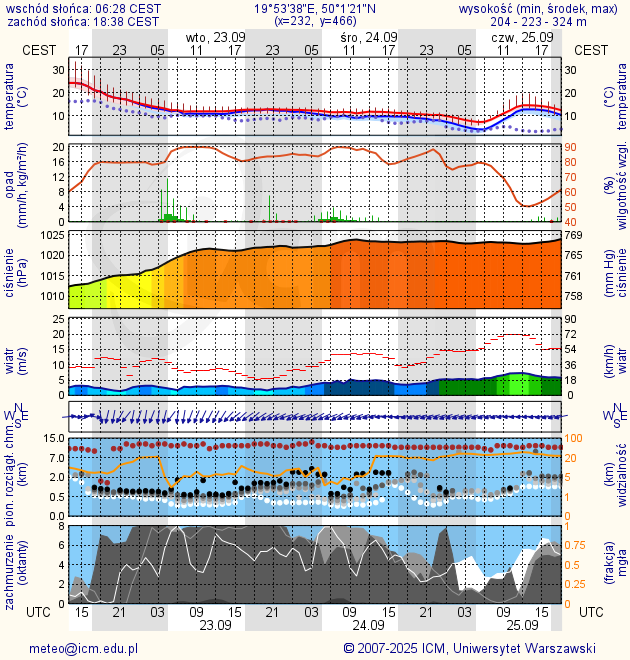 wschód słońca: 06:28 CEST 19°53'38"E, 50°1'21"N wysokość (min, środek, max)
zachód słońca: 18:38 CEST (x=232, y=466) 204 - 223 - 324 m
wto, 23.09 śro, 24.09 czw, 25.09
CEST 17 23 05 11 17 23 05 11 17 23 05 11 17 CEST
temperatura (°C) 30 20 10 30 20 10 temperatura (°C)
opad (mm/h, kg/m²/h) 20 16 12 8 4 0 90 80 70 60 50 40 (%) wilgotność wzgl.
ciśnienie (hPa) 1025 1020 1015 1010 769 765 761 758 (mm Hg) ciśnienie
wiatr (m/s) 25 20 15 10 5 0 90 72 54 36 18 0 (km/h) wiatr
N W E S N W E S
pion. rozciągł. chm. (km) 15.0 7.0 2.0 0.5 0.0 100 20 5 1 0 (km) widzialność
zachmurzenie (oktanty) 8 6 4 2 0 1 0.75 0.5 0.25 0 (frakcja) mgła
UTC 15 21 03 09 15 21 03 09 15 21 03 09 15 UTC
23.09 24.09 25.09
meteo@icm.edu.pl © 2007-2025 ICM, Uniwersytet Warszawski